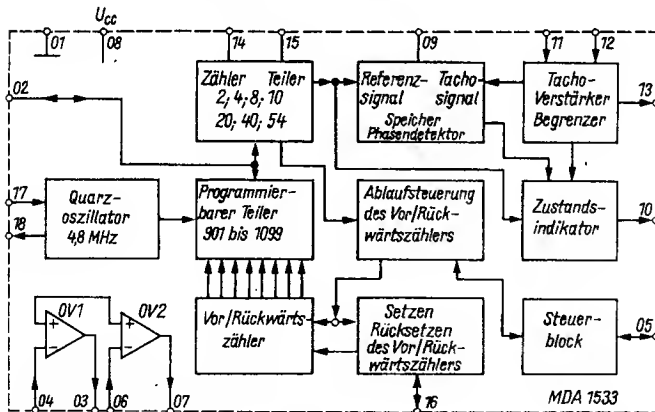 Ucc
01 08 14 15 09 11 12
02
Zähler Teiler
2; 4; 8; 10
20; 40; 54
Referenz- Tacho-
signal signal
Speicher
Phasendetektor
Tacho-
Verstärker
Begrenzer
13
17
18
Quarz-
oszillator
4,8 MHz
Programmier-
barer Teiler
901 bis 1099
Ablaufsteuerung
des Vor/Rück-
wärtszählers
Zustands-
indikator
10
OV1 OV2
+ +
− −
Vor/Rückwärts-
zähler
Setzen
Rücksetzen
des Vor/Rück-
wärtszählers
Steuer-
block
05
04 03 06 07 16
MDA 1533